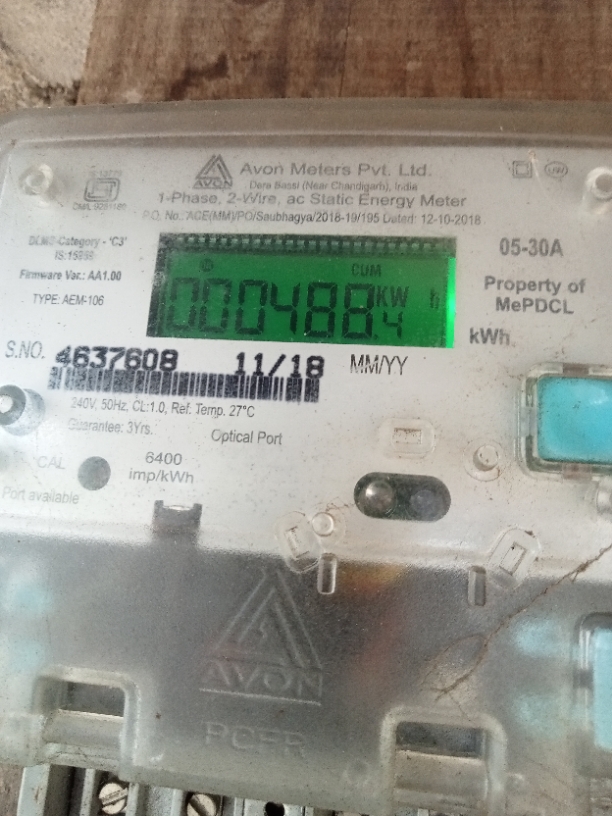 Avon Meters Pvt. Ltd.
AVON
Dera Bassi (Near Chandigarh), India
1-Phase, 2-Wire, ac Static Energy Meter
P.O. No.: ACE(MM)/PO/Saubhagya/2018-19/195 Dated: 12-10-2018
Category - 'C3'
Firmware Ver.: AA1.00
TYPE: AEM-106
CUM
000488.4 KW h
05-30A
Property of
MePDCL
kWh
S.NO. 4637608 11/18 MM/YY
240V, 50Hz, CL:1.0, Ref. Temp. 27°C
Guarantee: 3Yrs.
Optical Port
CAL
6400
imp/kWh
Port available
AVON
PCFR